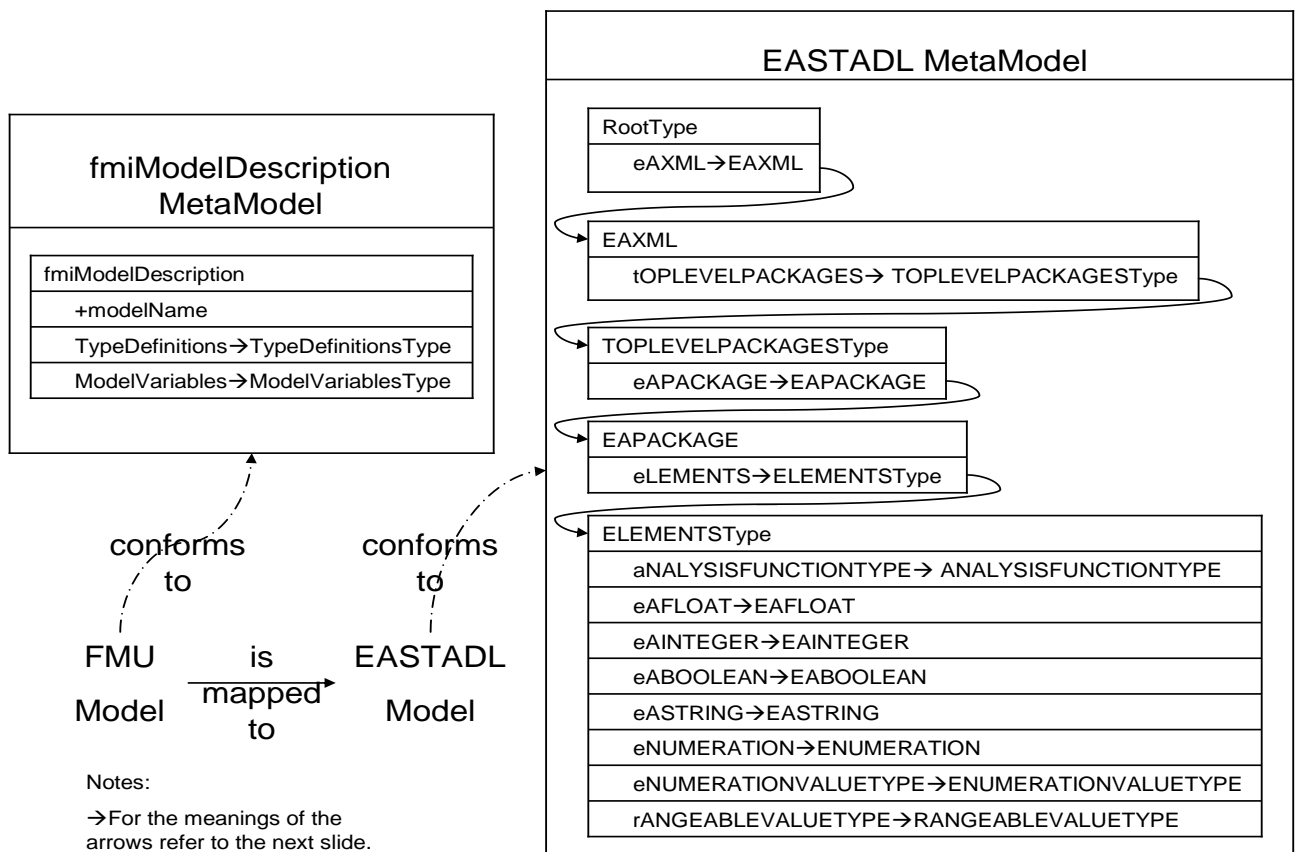 fmiModelDescription
MetaModel
fmiModelDescription
+modelName
TypeDefinitions→TypeDefinitionsType
ModelVariables→ModelVariablesType
EASTADL MetaModel
RootType
eAXML→EAXML
EAXML
tOPLEVELPACKAGES→ TOPLEVELPACKAGESType
TOPLEVELPACKAGESType
eAPACKAGE→EAPACKAGE
EAPACKAGE
eLEMENTS→ELEMENTSType
ELEMENTSType
aNALYSISFUNCTIONTYPE→ ANALYSISFUNCTIONTYPE
eAFLOAT→EAFLOAT
eAINTEGER→EAINTEGER
eABOOLEAN→EABOOLEAN
eASTRING→EASTRING
eNUMERATION→ENUMERATION
eNUMERATIONVALUETYPE→ENUMERATIONVALUETYPE
rANGEABLEVALUETYPE→RANGEABLEVALUETYPE
conforms
to
conforms
to
FMU
Model
is
mapped
to
EASTADL
Model
Notes:
→For the meanings of the
arrows refer to the next slide.